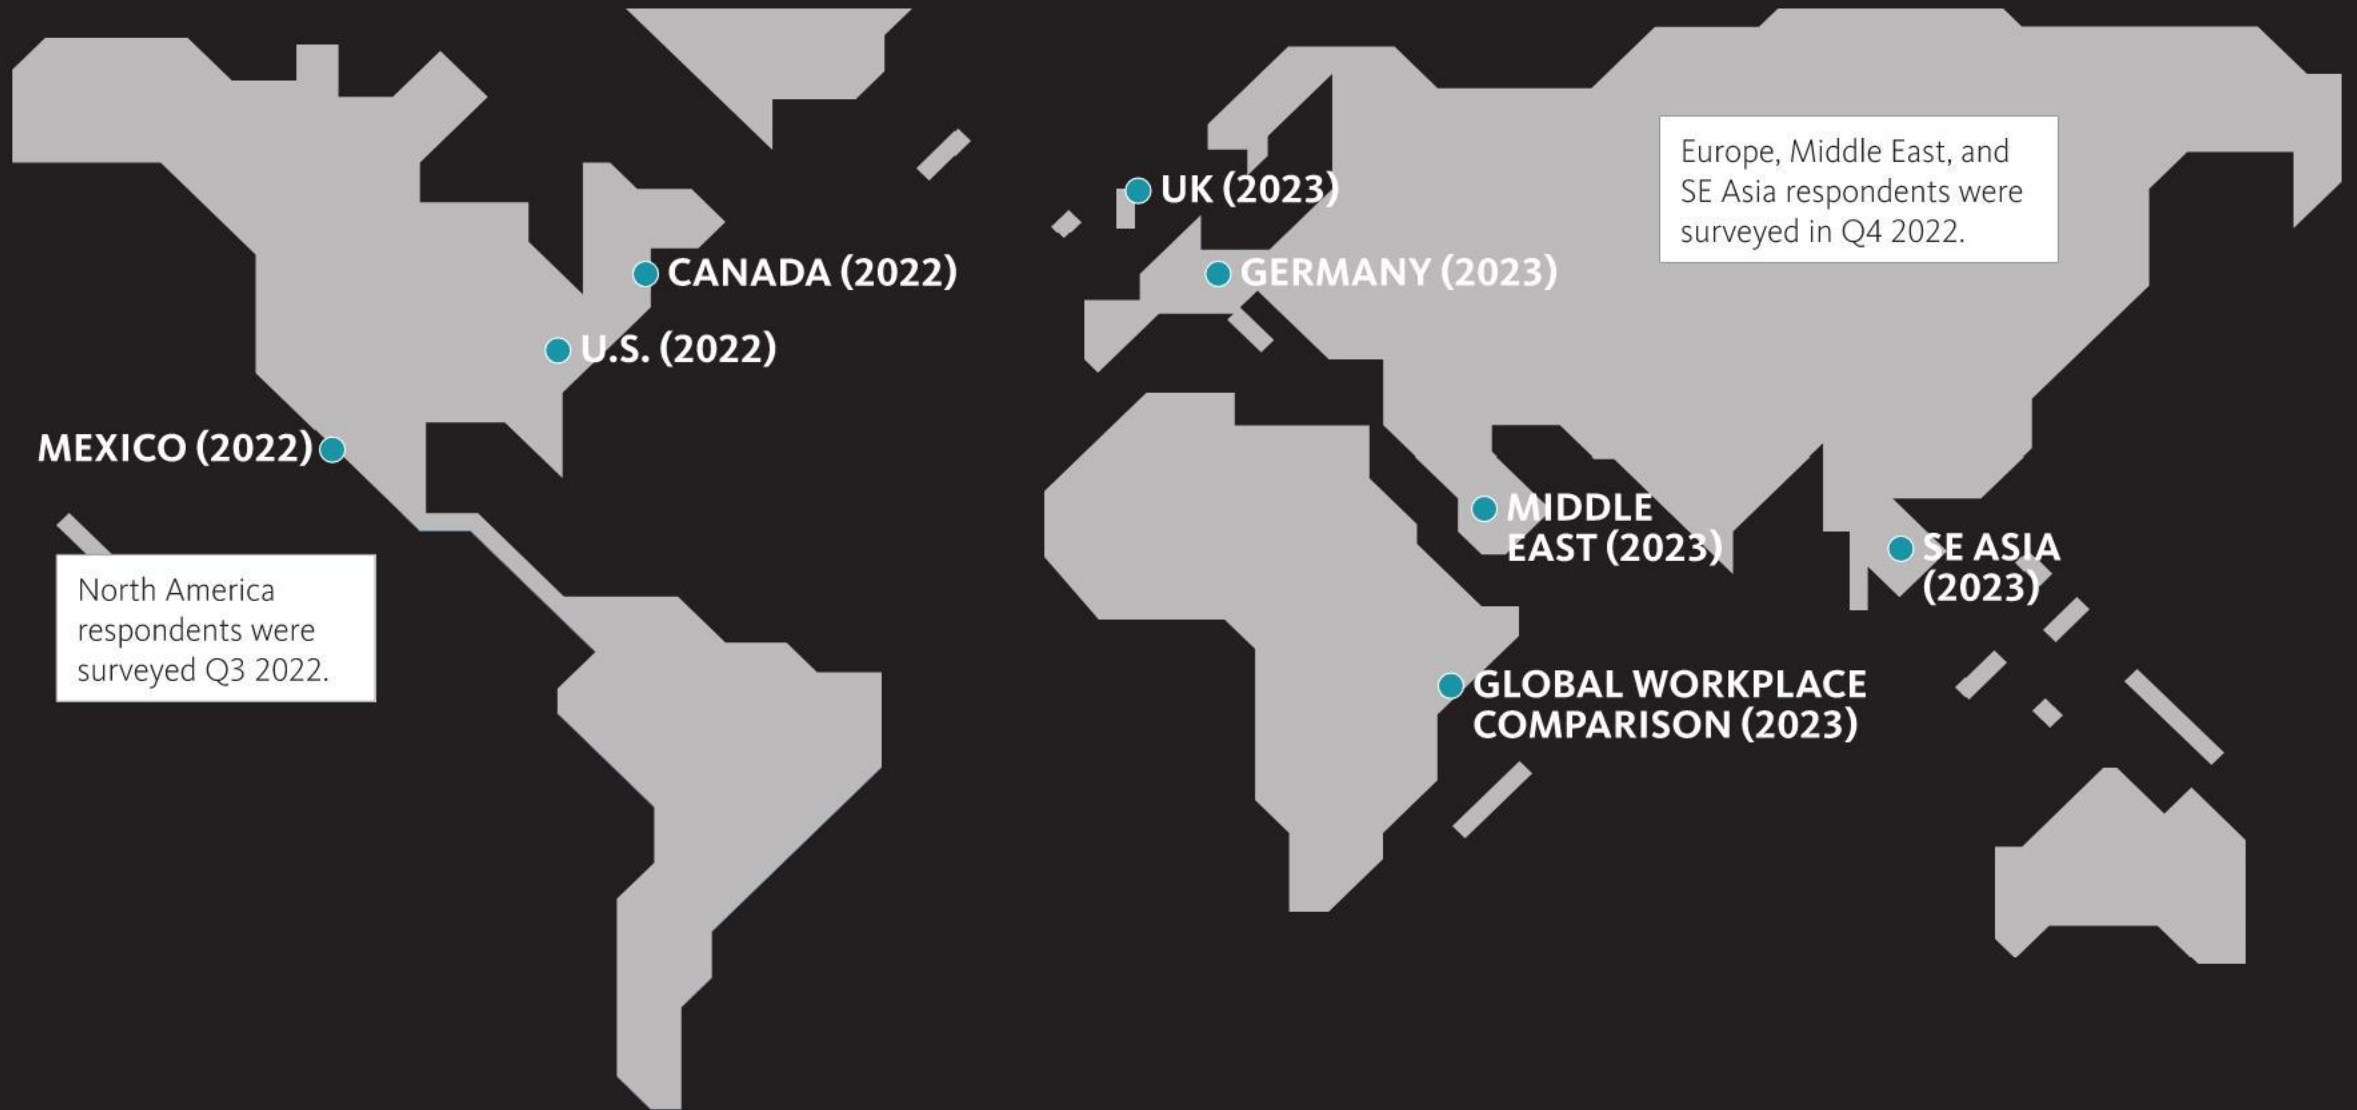 Europe, Middle East, and
SE Asia respondents were
surveyed in Q4 2022.
UK (2023)
CANADA (2022)
GERMANY (2023)
U.S. (2022)
MEXICO (2022)
MIDDLE
EAST (2023)
SE ASIA
(2023)
North America
respondents were
surveyed Q3 2022.
GLOBAL WORKPLACE
COMPARISON (2023)